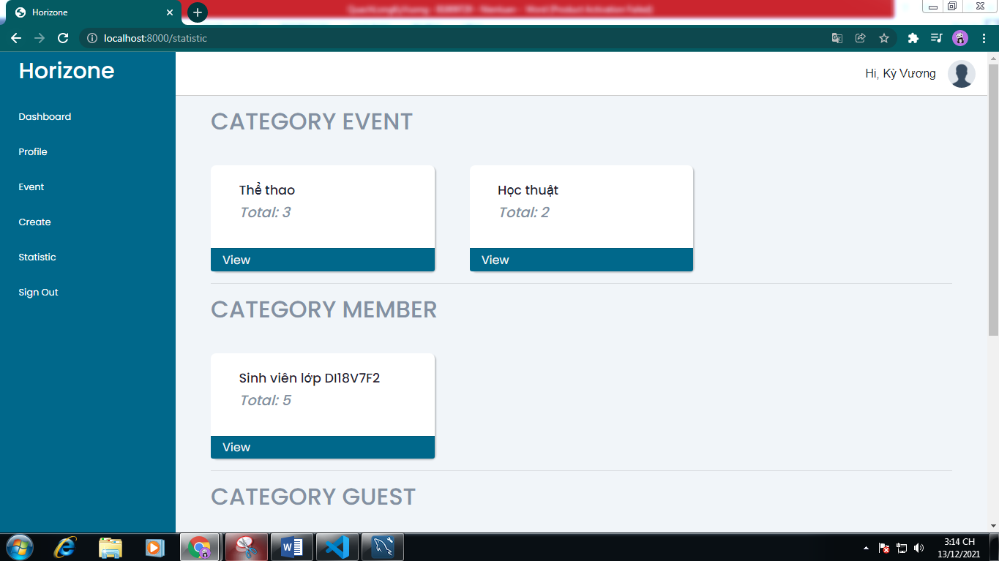 Horizone
localhost:8000/statistic
Horizone
Hi, Kỳ Vương
Dashboard
Profile
Event
Create
Statistic
Sign Out
CATEGORY EVENT
Thể thao
Total: 3
View
Học thuật
Total: 2
View
CATEGORY MEMBER
Sinh viên lớp DI18V7F2
Total: 5
View
CATEGORY GUEST
3:14 CH
13/12/2021